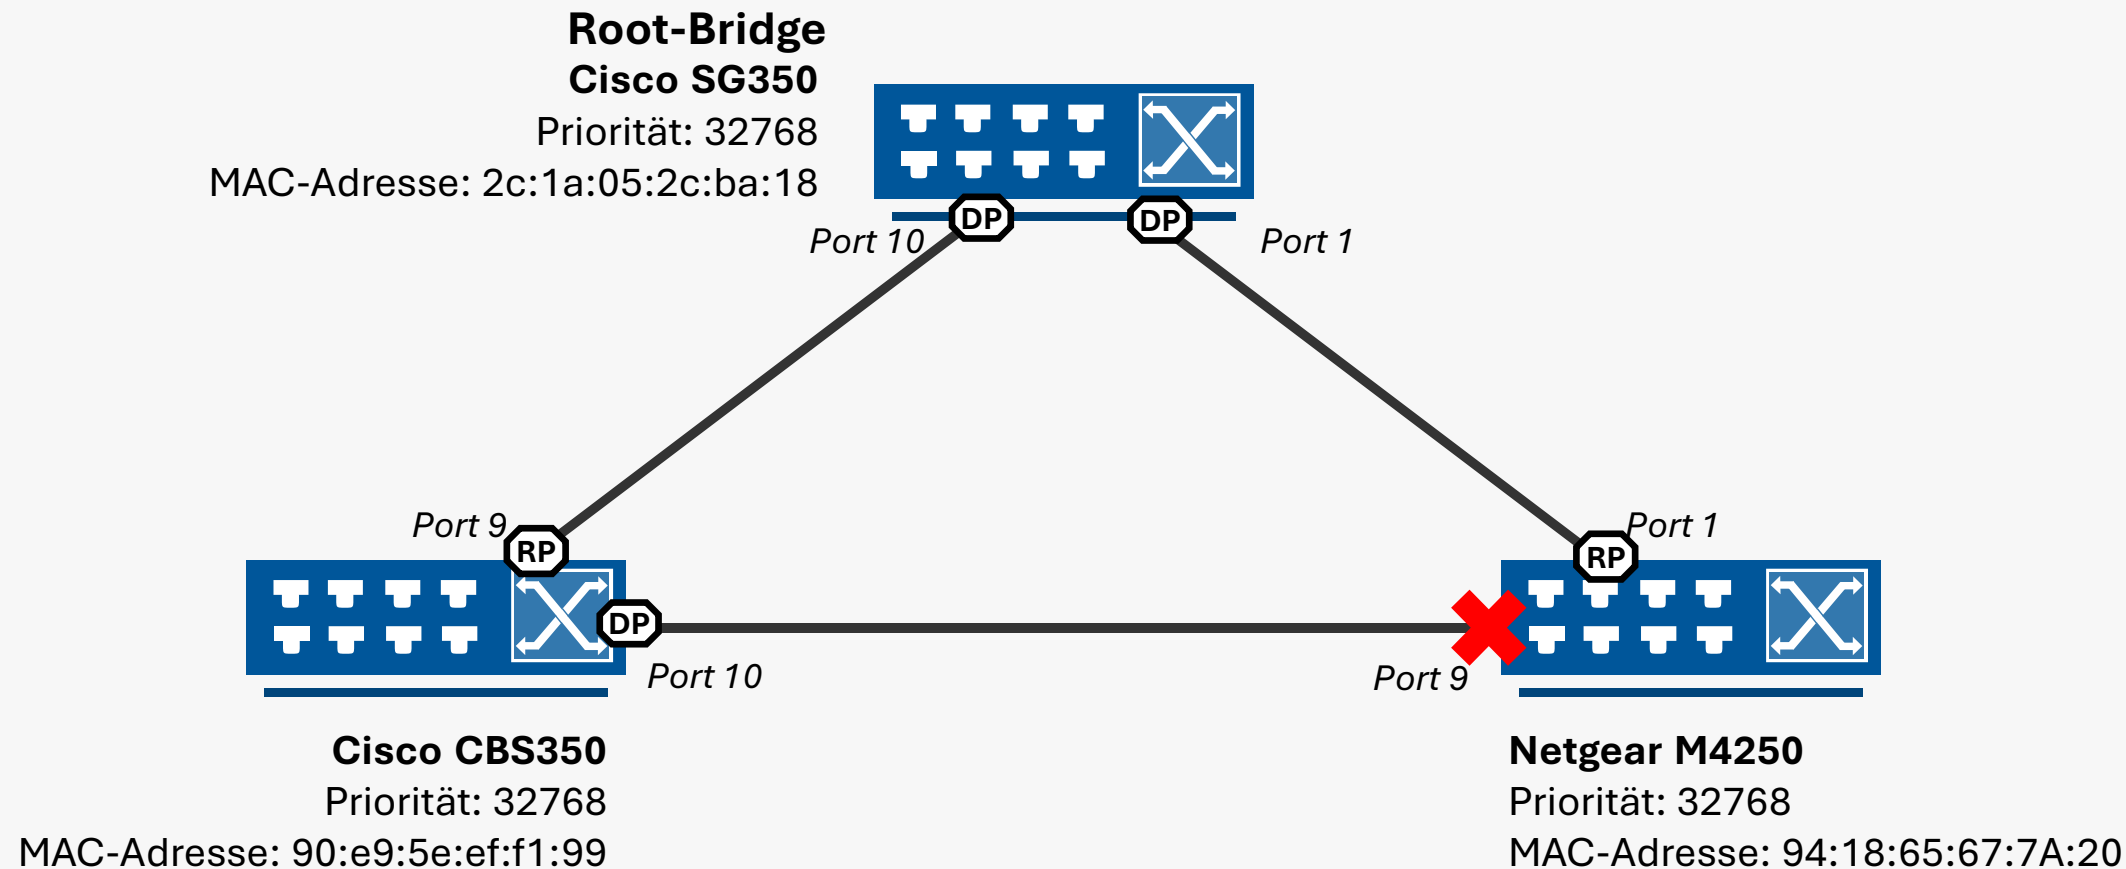 Root-Bridge
Cisco SG350
Priorität: 32768
MAC-Adresse: 2c:1a:05:2c:ba:18
DP
DP
Port 10
Port 1
Port 9
RP
Port 1
RP
DP
Port 10
Port 9
Cisco CBS350
Priorität: 32768
MAC-Adresse: 90:e9:5e:ef:f1:99
Netgear M4250
Priorität: 32768
MAC-Adresse: 94:18:65:67:7A:20